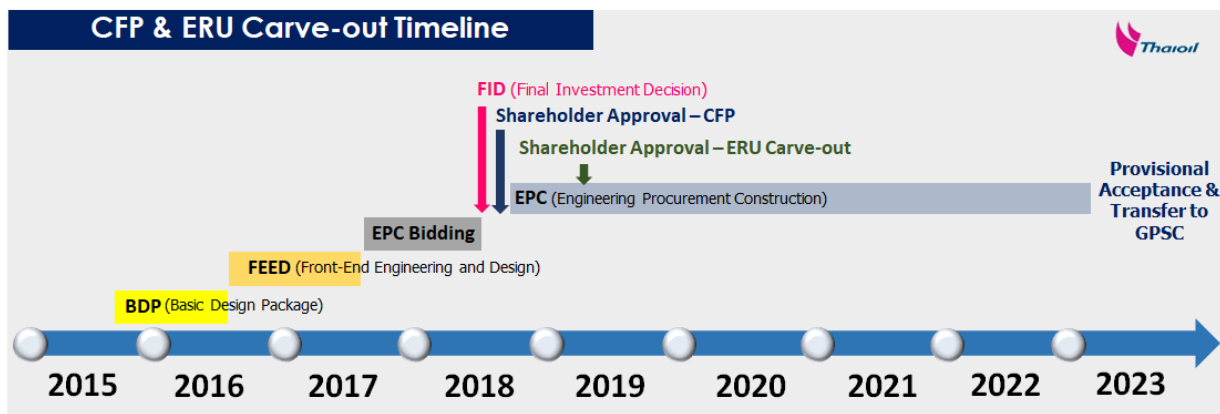 CFP & ERU Carve-out Timeline
Thaioil
FID (Final Investment Decision)
Shareholder Approval – CFP
Shareholder Approval – ERU Carve-out
EPC (Engineering Procurement Construction)
Provisional
Acceptance &
Transfer to
GPSC
EPC Bidding
FEED (Front-End Engineering and Design)
BDP (Basic Design Package)
2015 2016 2017 2018 2019 2020 2021 2022 2023